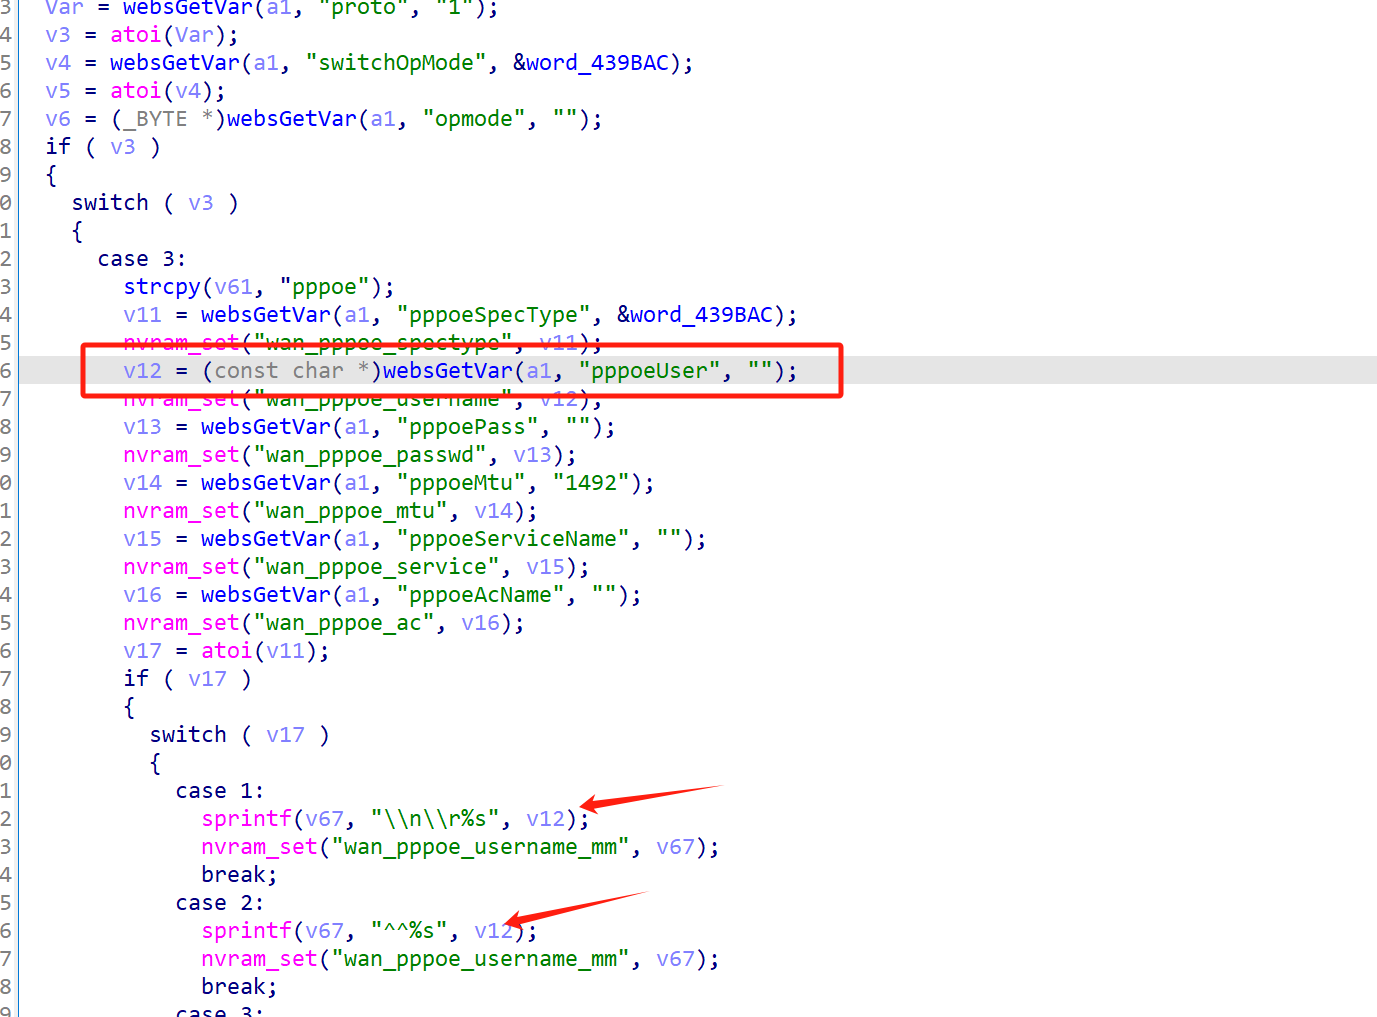 3 Var = websGetVar(a1, "proto", "1");
4 v3 = atoi(Var);
5 v4 = websGetVar(a1, "switchOpMode", &word_439BAC);
6 v5 = atoi(v4);
7 v6 = (_BYTE *)websGetVar(a1, "opmode", "");
8 if ( v3 )
9 {
0 switch ( v3 )
1 {
2 case 3:
3 strcpy(v61, "pppoe");
4 v11 = websGetVar(a1, "pppoeSpecType", &word_439BAC);
5 nvram_set("wan_pppoe_spectype", v11);
6 v12 = (const char *)websGetVar(a1, "pppoeUser", "");
7 nvram_set("wan_pppoe_username", v12);
8 v13 = websGetVar(a1, "pppoePass", "");
9 nvram_set("wan_pppoe_passwd", v13);
0 v14 = websGetVar(a1, "pppoeMtu", "1492");
1 nvram_set("wan_pppoe_mtu", v14);
2 v15 = websGetVar(a1, "pppoeServiceName", "");
3 nvram_set("wan_pppoe_service", v15);
4 v16 = websGetVar(a1, "pppoeAcName", "");
5 nvram_set("wan_pppoe_ac", v16);
6 v17 = atoi(v11);
7 if ( v17 )
8 {
9 switch ( v17 )
0 {
1 case 1:
2 sprintf(v67, "\\n\\r%s", v12);
3 nvram_set("wan_pppoe_username_mm", v67);
4 break;
5 case 2:
6 sprintf(v67, "^^%s", v12);
7 nvram_set("wan_pppoe_username_mm", v67);
8 break;
9 case 3: